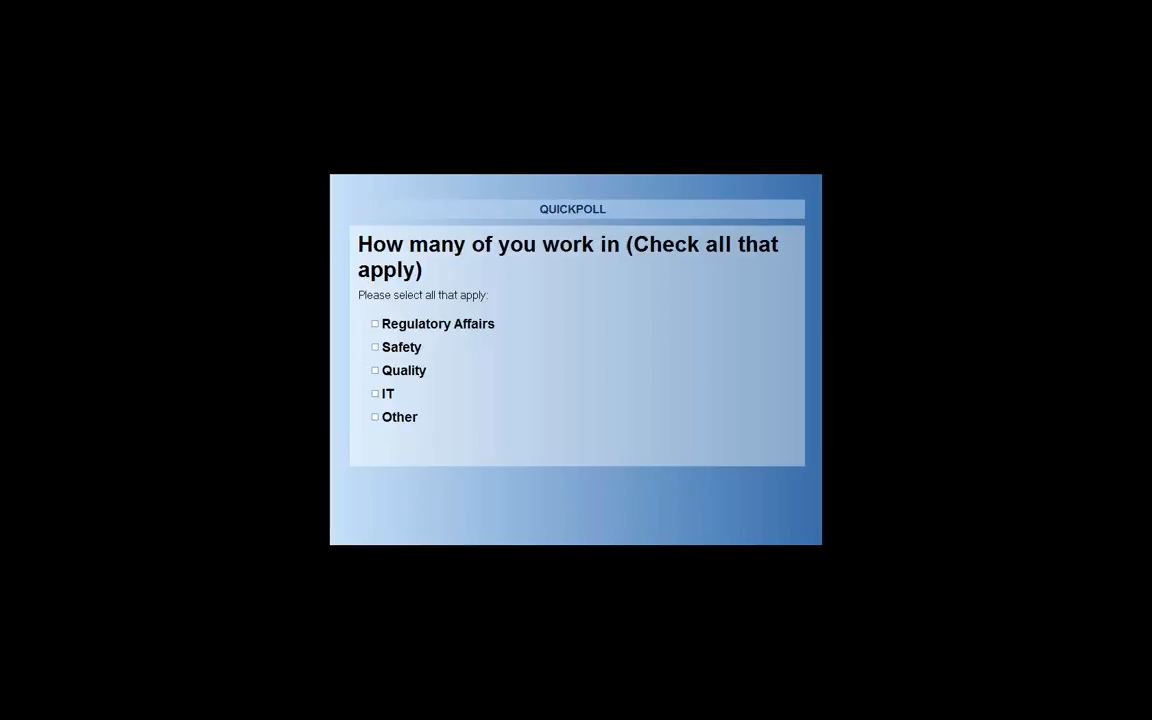 QUICKPOLL
How many of you work in (Check all that
apply)
Please select all that apply:
Regulatory Affairs
Safety
Quality
IT
Other